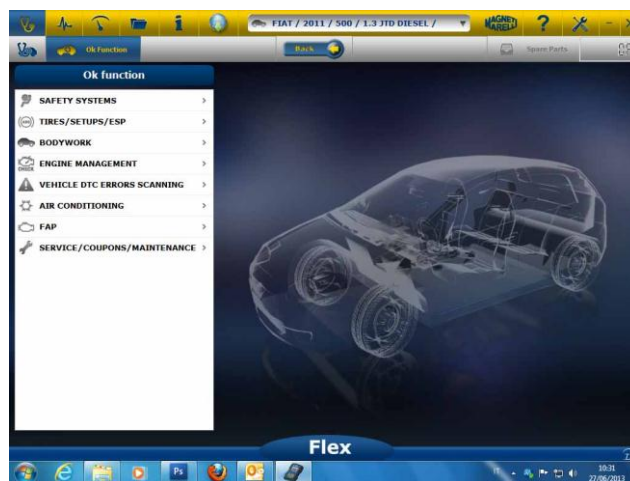 FIAT / 2011 / 500 / 1.3 JTD DIESEL /
MAGNETI
MARELLI
Ok Function
Back
Spare Parts
Ok function
SAFETY SYSTEMS
TIRES/SETUPS/ESP
BODYWORK
ENGINE MANAGEMENT
VEHICLE DTC ERRORS SCANNING
AIR CONDITIONING
FAP
SERVICE/COUPONS/MAINTENANCE
Flex
Ps
IT
10:31
27/06/2013